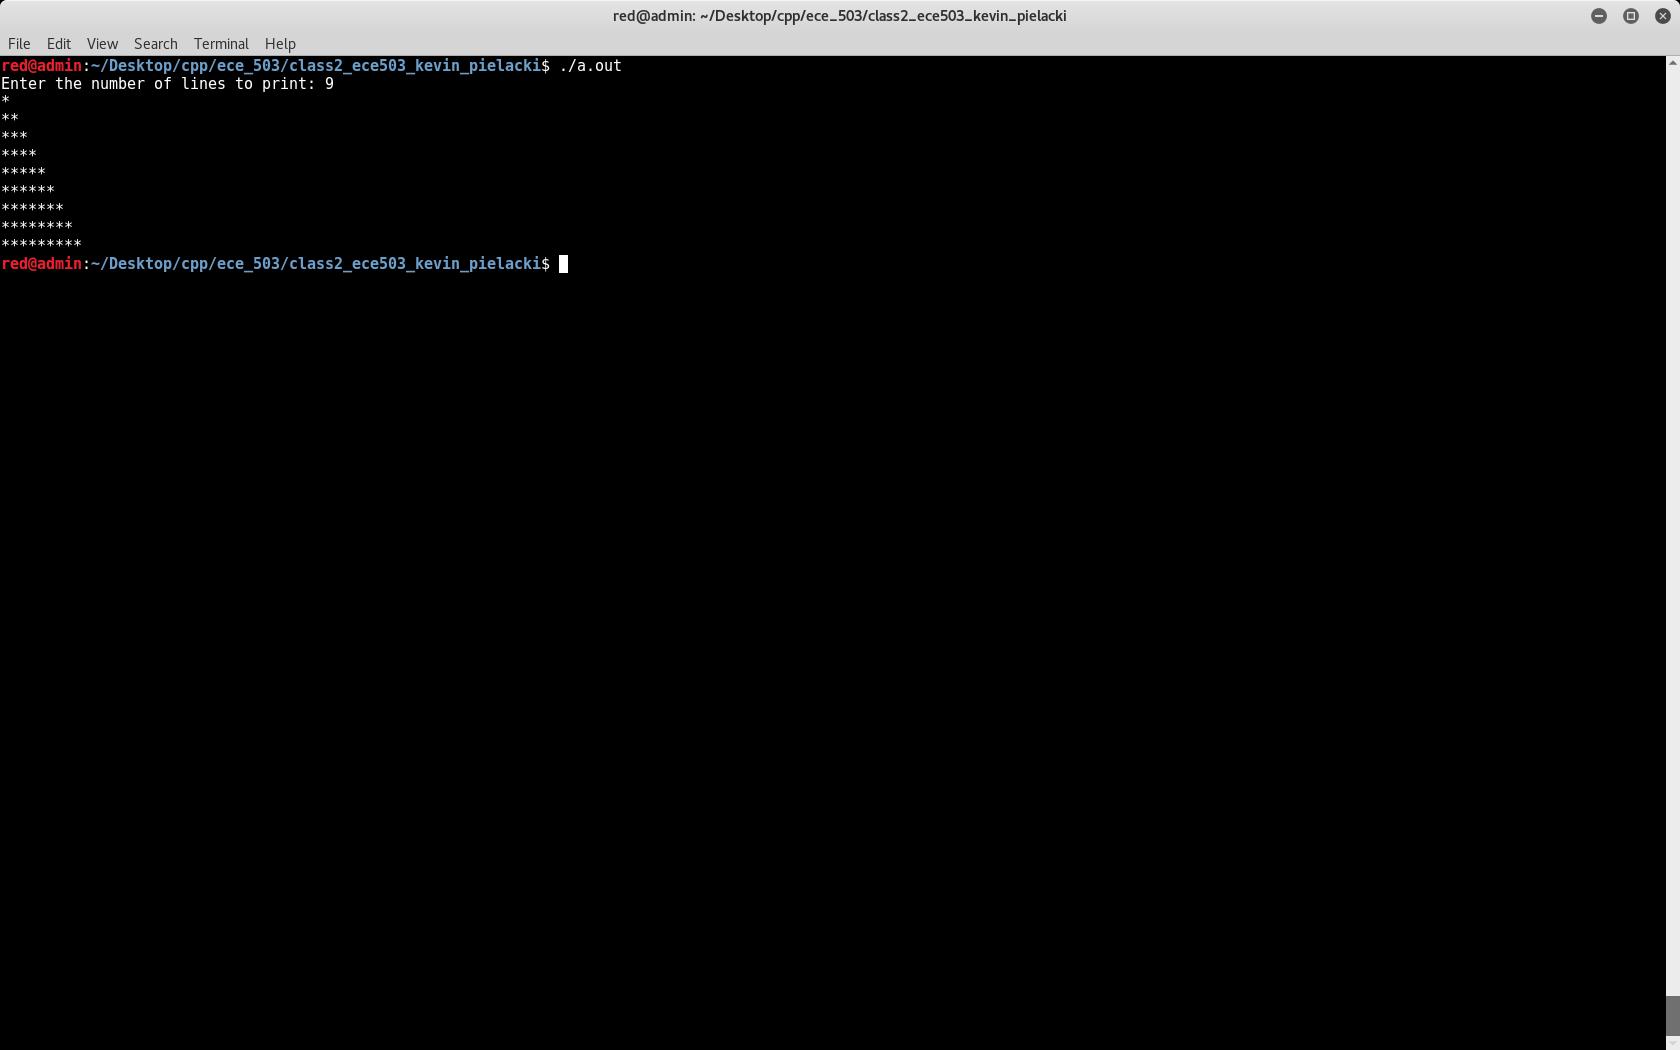 red@admin: ~/Desktop/cpp/ece_503/class2_ece503_kevin_pielacki
File Edit View Search Terminal Help
red@admin:~/Desktop/cpp/ece_503/class2_ece503_kevin_pielacki$ ./a.out
Enter the number of lines to print: 9
*
**
***
****
*****
******
*******
********
*********
red@admin:~/Desktop/cpp/ece_503/class2_ece503_kevin_pielacki$